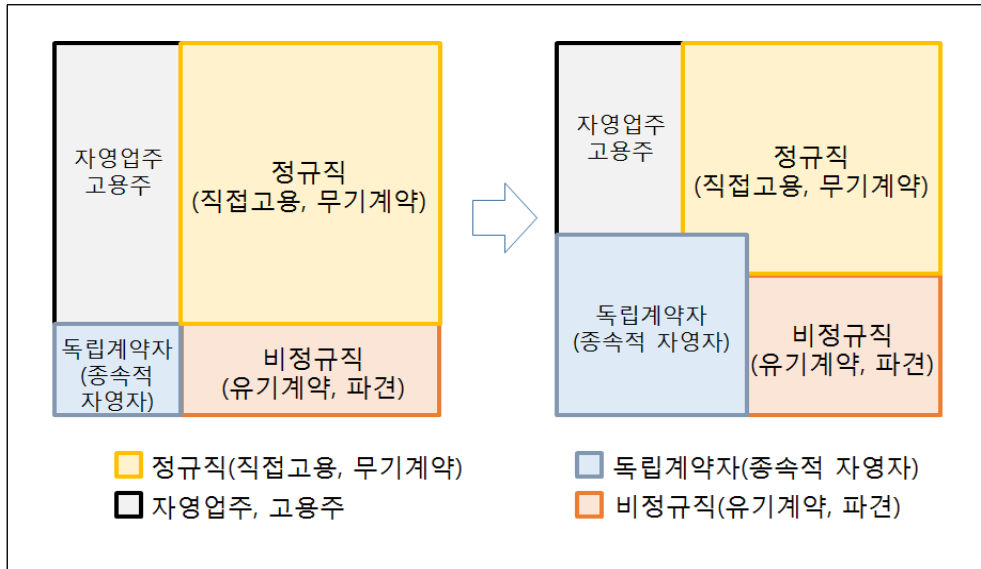 자영업주
고용주
정규직
(직접고용, 무기계약)
독립계약자
(종속적
자영자)
비정규직
(유기계약, 파견)
자영업주
고용주
정규직
(직접고용, 무기계약)
독립계약자
(종속적 자영자)
비정규직
(유기계약, 파견)
정규직(직접고용, 무기계약)
자영업주, 고용주
독립계약자(종속적 자영자)
비정규직(유기계약, 파견)